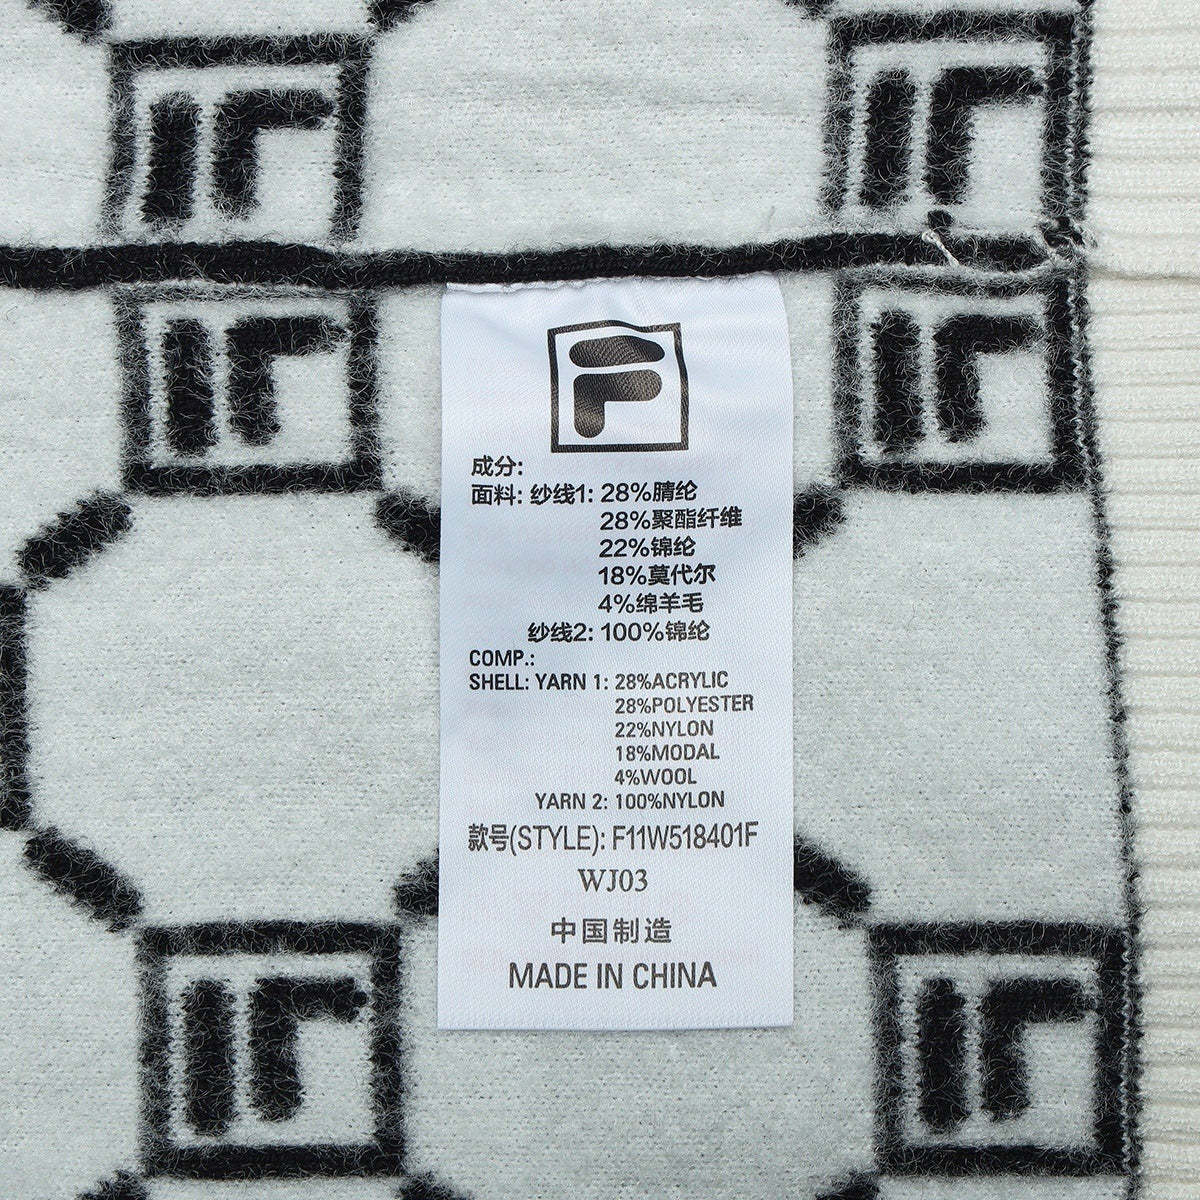 F
成分:
面料: 纱线1: 28%腈纶
28%聚酯纤维
22%锦纶
18%莫代尔
4%绵羊毛
纱线2: 100%锦纶
COMP.:
SHELL: YARN 1: 28%ACRYLIC
28%POLYESTER
22%NYLON
18%MODAL
4%WOOL
YARN 2: 100%NYLON
款号(STYLE): F11W518401F
WJ03
中国制造
MADE IN CHINA